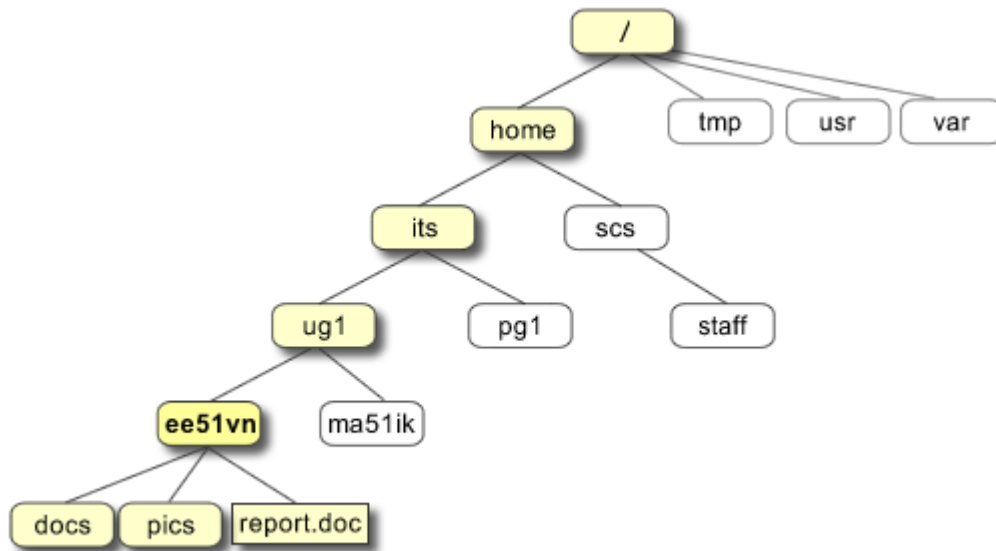 /
home
tmp
usr
var
its
scs
ug1
pg1
staff
ee51vn
ma51ik
docs
pics
report.doc